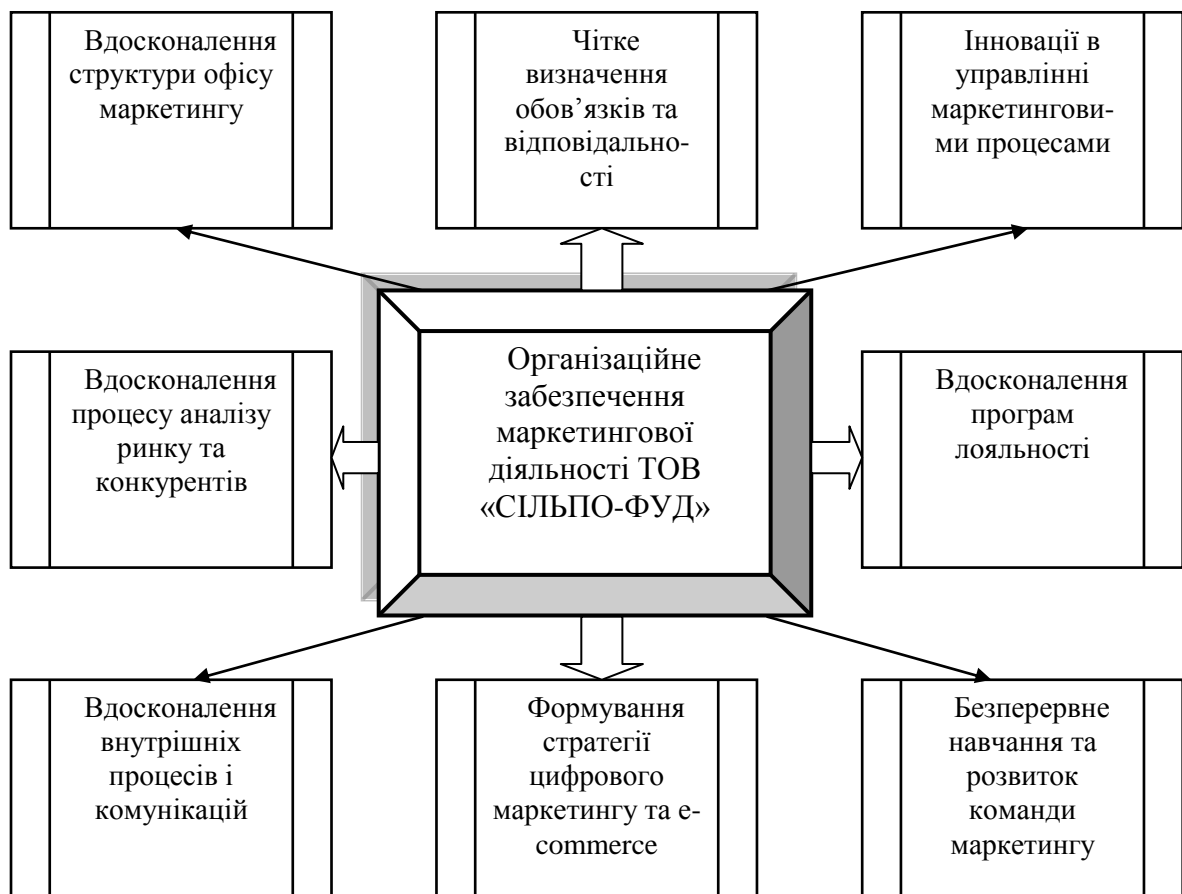 Вдосконалення
структури офісу
маркетингу
Чітке
визначення
обов’язків та
відповідально-
сті
Інновації в
управлінні
маркетингови-
ми процесами
Вдосконалення
процесу аналізу
ринку та
конкурентів
Організаційне
забезпечення
маркетингової
діяльності ТОВ
«СІЛЬПО-ФУД»
Вдосконалення
програм
лояльності
Вдосконалення
внутрішніх
процесів і
комунікацій
Формування
стратегії
цифрового
маркетингу та e-
commerce
Безперервне
навчання та
розвиток
команди
маркетингу